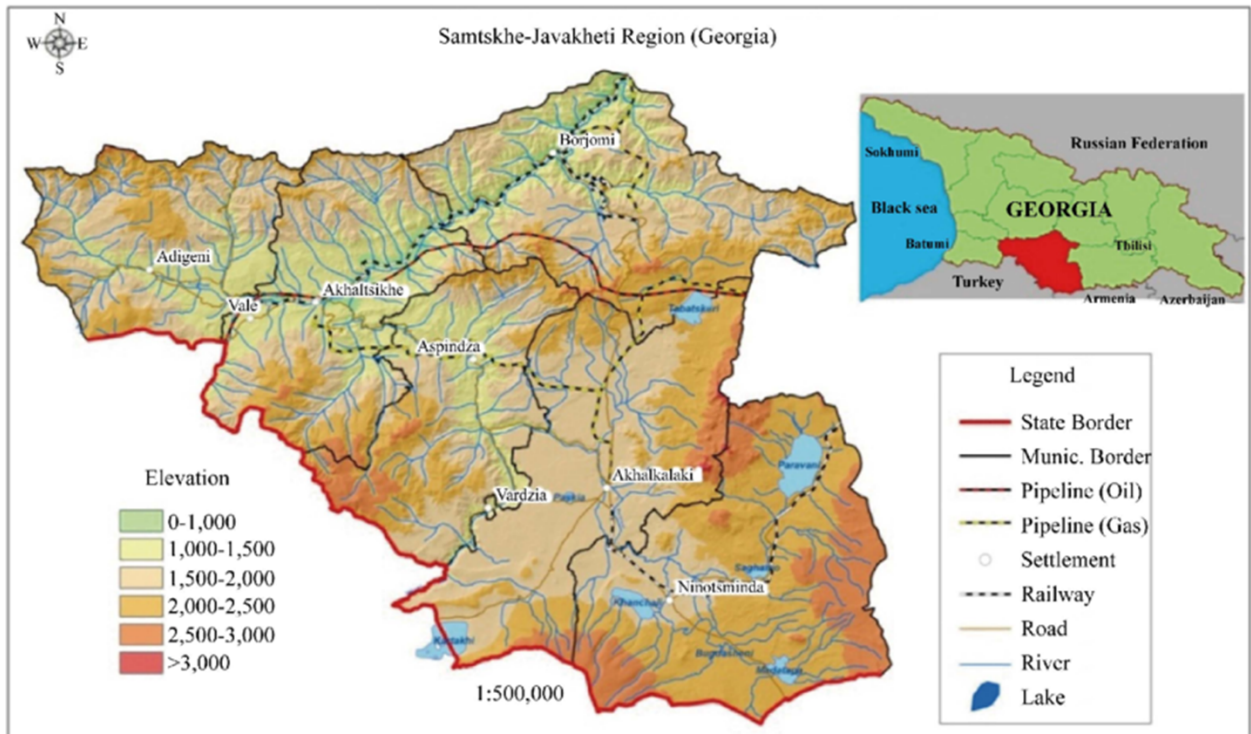 Samtskhe-Javakheti Region (Georgia)
N
W E
S
Borjomi
Adigeni
Akhaltsikhe
Vale
Tabatskuri
Aspindza
Akhalkalaki
Paravani
Vardzia
Saghamo
Ninotsminda
Khanchali
Kartsakhi
Bugdasheni
Madatapa
1:500,000
Sokhumi
Russian Federation
Black sea
GEORGIA
Batumi
Tbilisi
Turkey
Armenia
Azerbaijan
Elevation
0-1,000
1,000-1,500
1,500-2,000
2,000-2,500
2,500-3,000
>3,000
Legend
State Border
Munic. Border
Pipeline (Oil)
Pipeline (Gas)
Settlement
Railway
Road
River
Lake